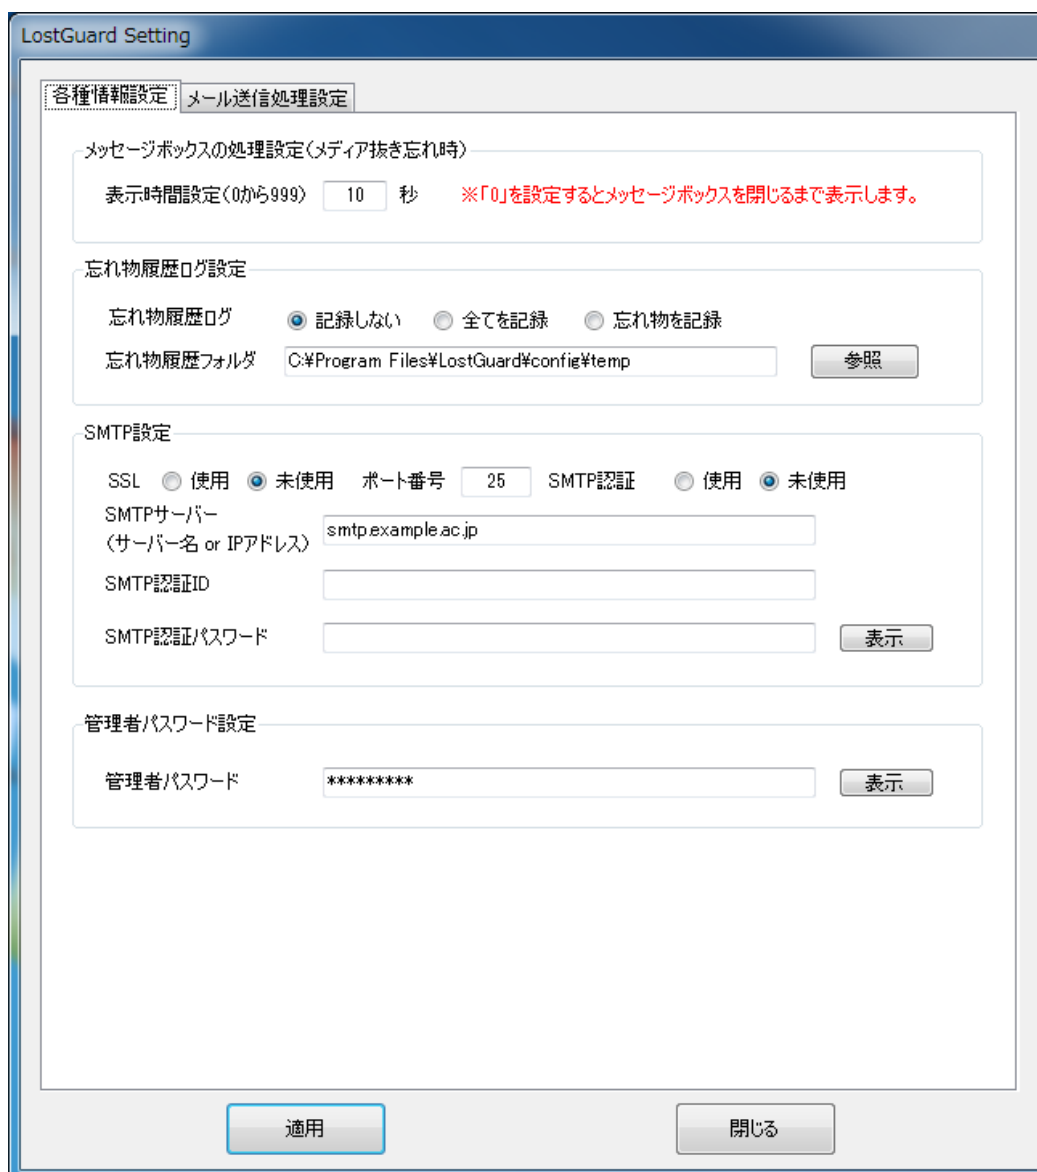 LostGuard Setting
各種情報設定 メール送信処理設定
メッセージボックスの処理設定(メディア抜き忘れ時)
表示時間設定(0から999) 10 秒 ※「0」を設定するとメッセージボックスを閉じるまで表示します。
忘れ物履歴ログ設定
忘れ物履歴ログ 記録しない 全てを記録 忘れ物を記録
忘れ物履歴フォルダ C:¥Program Files¥LostGuard¥config¥temp 参照
SMTP設定
SSL 使用 未使用 ポート番号 25 SMTP認証 使用 未使用
SMTPサーバー
(サーバー名 or IPアドレス) smtp.example.ac.jp
SMTP認証ID
SMTP認証パスワード 表示
管理者パスワード設定
管理者パスワード ********* 表示
適用 閉じる